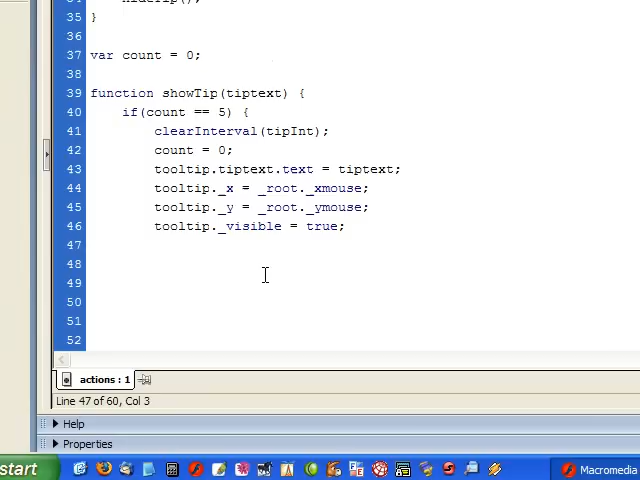 34 hideTip();
35 }
36
37 var count = 0;
38
39 function showTip(tiptext) {
40 if(count == 5) {
41 clearInterval(tipInt);
42 count = 0;
43 tooltip.tiptext.text = tiptext;
44 tooltip._x = _root._xmouse;
45 tooltip._y = _root._ymouse;
46 tooltip._visible = true;
47
48
49
50
51
52
actions : 1
Line 47 of 60, Col 3
Help
Properties
start
Macromedia